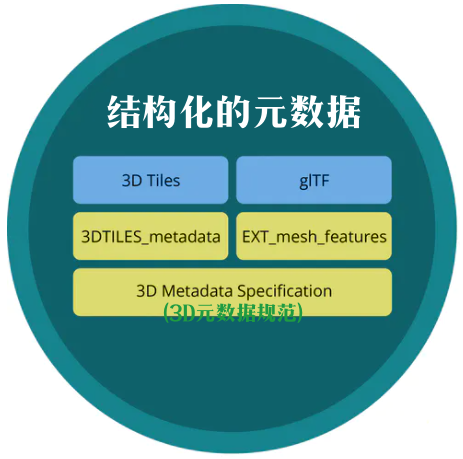 结构化的元数据
3D Tiles
glTF
3DTILES_metadata
EXT_mesh_features
3D Metadata Specification
(3D元数据规范)